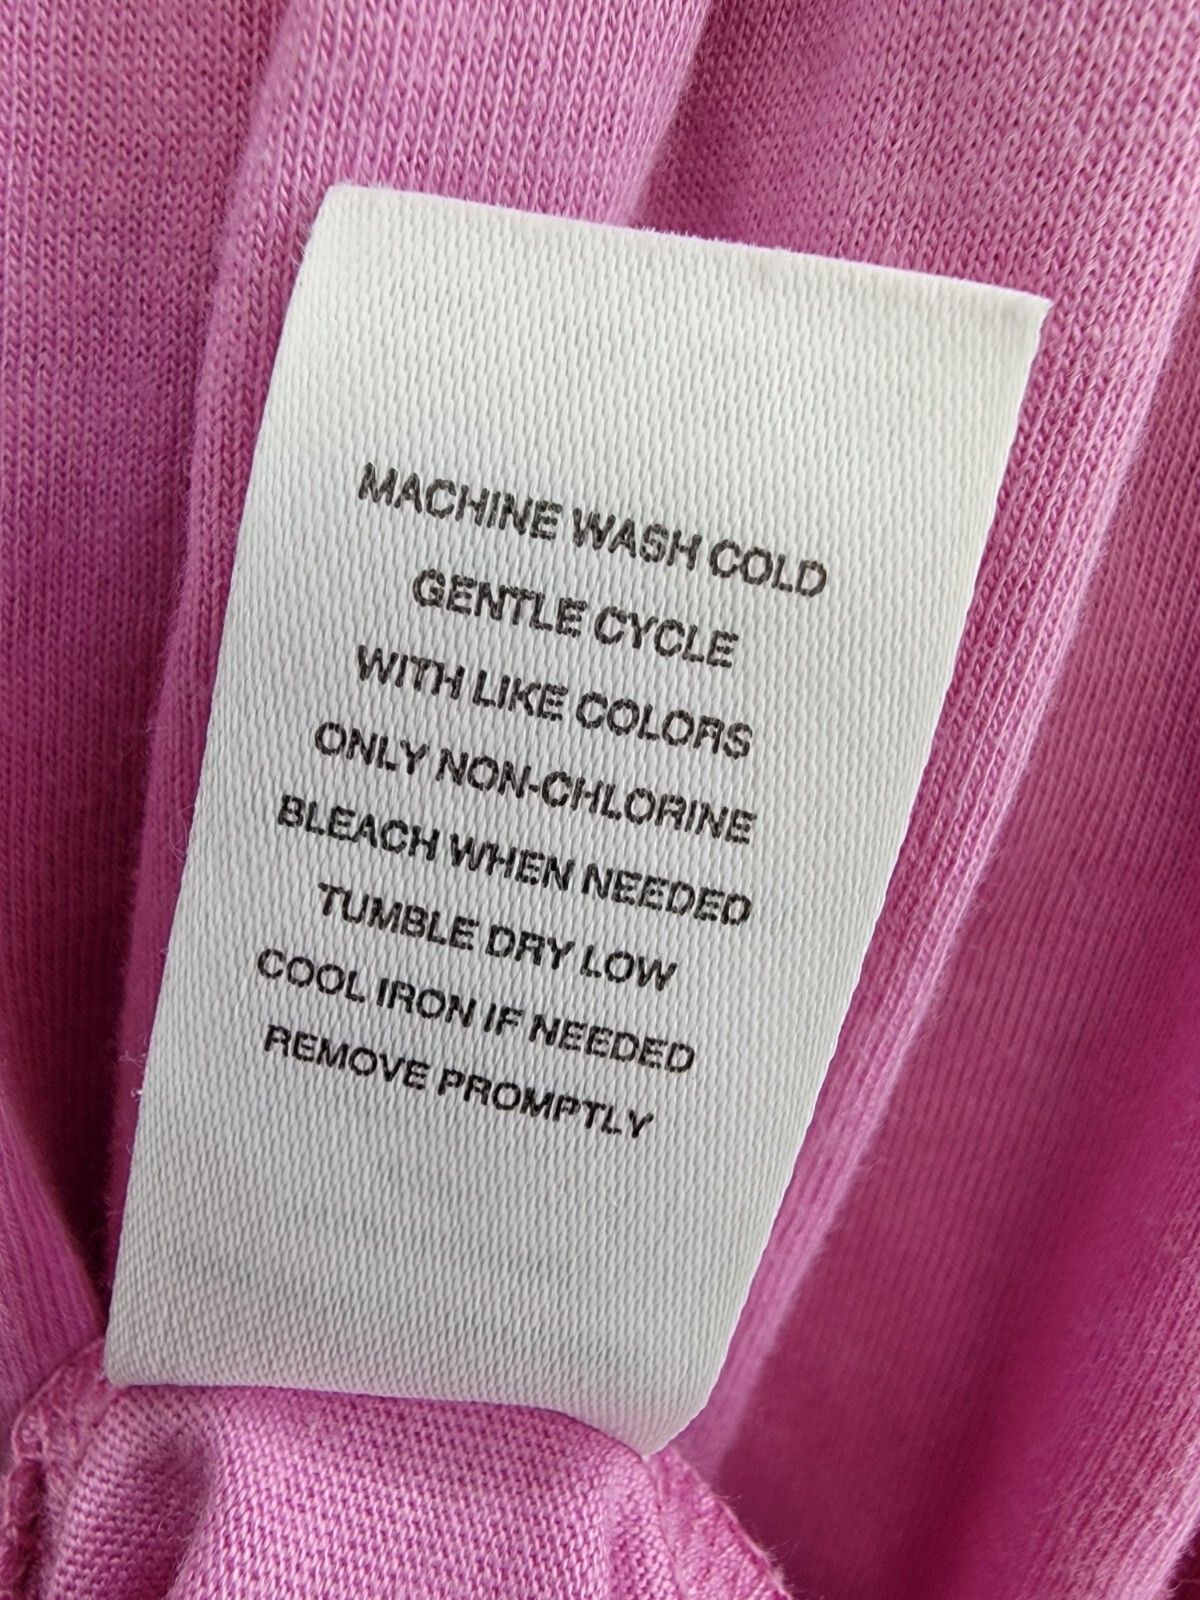 MACHINE WASH COLD
GENTLE CYCLE
WITH LIKE COLORS
ONLY NON-CHLORINE
BLEACH WHEN NEEDED
TUMBLE DRY LOW
COOL IRON IF NEEDED
REMOVE PROMPTLY